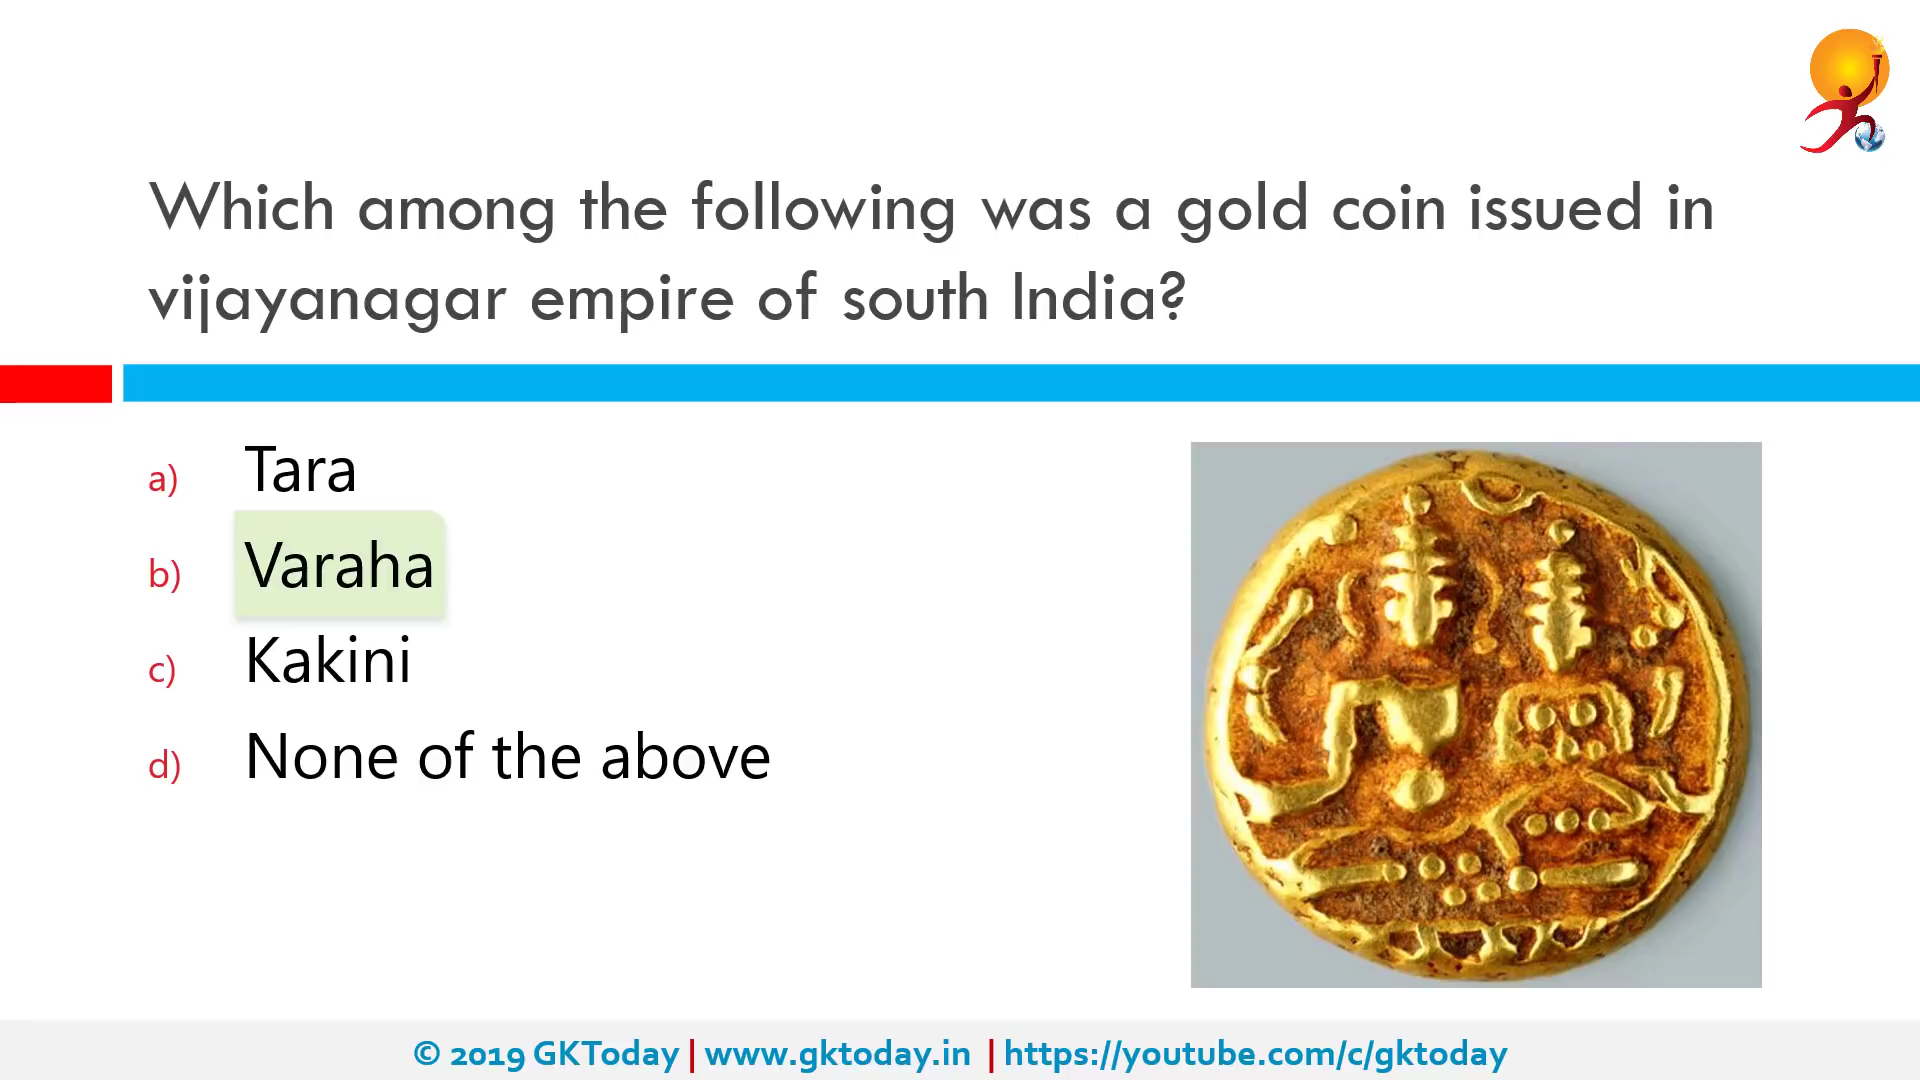 Which among the following was a gold coin issued in
vijayanagar empire of south India?
a) Tara
b) Varaha
c) Kakini
d) None of the above
© 2019 GKToday | www.gktoday.in | https://youtube.com/c/gktoday